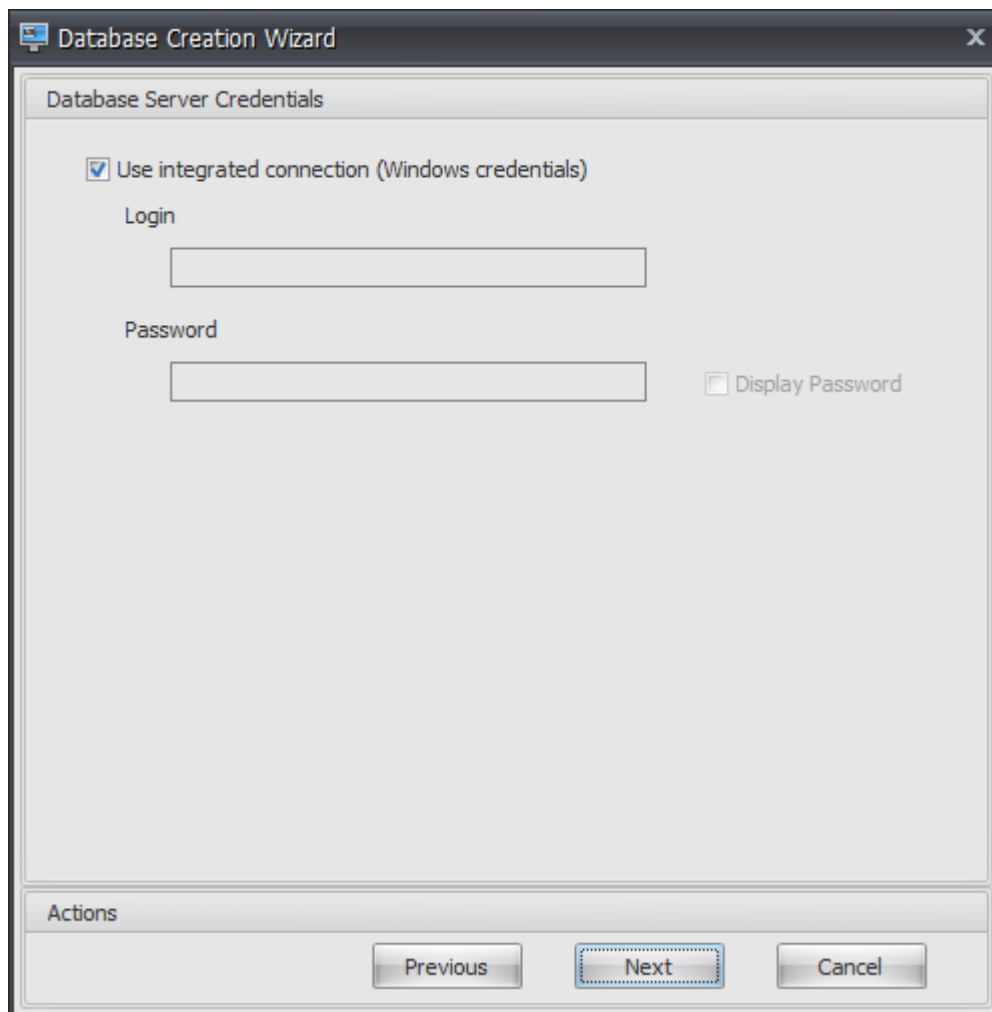 Database Creation Wizard
Database Server Credentials
Use integrated connection (Windows credentials)
Login
Password
Display Password
Actions
Previous Next Cancel